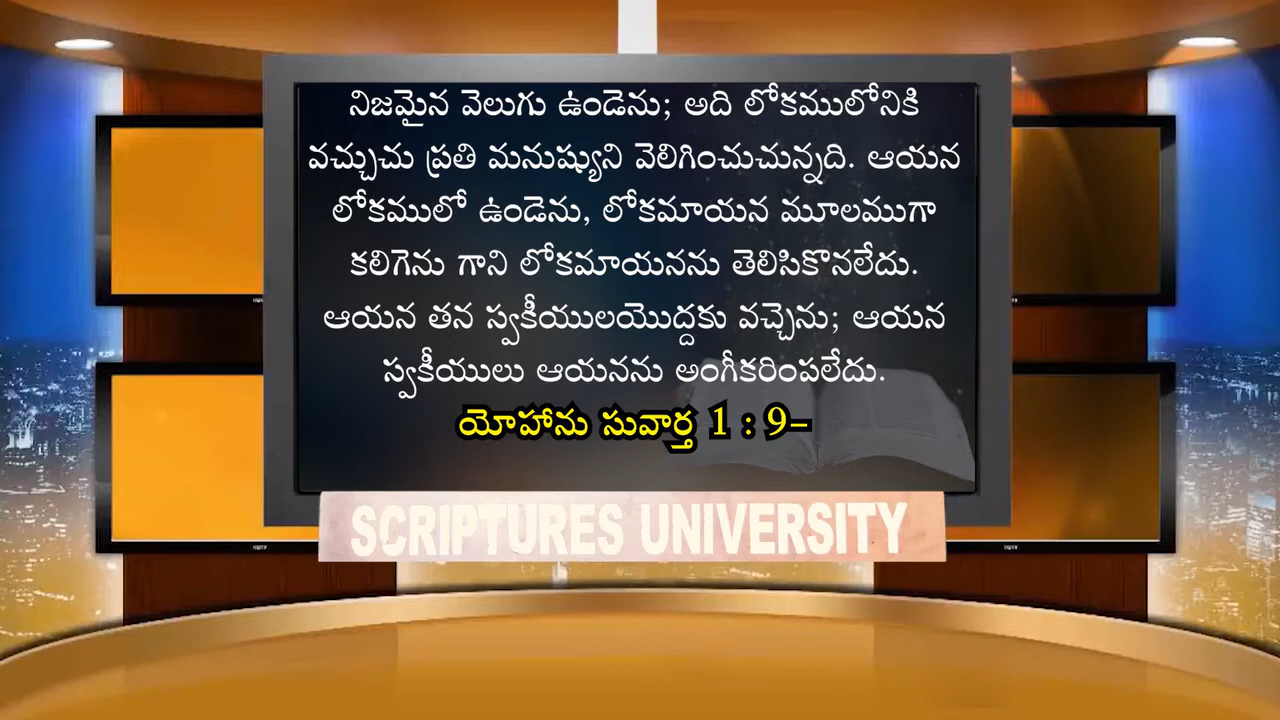 నిజమైన వెలుగు ఉండెను; అది లోకములోనికి
వచ్చుచు ప్రతి మనుష్యుని వెలిగించుచున్నది. ఆయన
లోకములో ఉండెను, లోకమాయన మూలముగా
కలిగెను గాని లోకమాయనను తెలిసికొనలేదు.
ఆయన తన స్వకీయులయొద్దకు వచ్చెను; ఆయన
స్వకీయులు ఆయనను అంగీకరింపలేదు.
యోహాను సువార్త 1 : 9-
SCRIPTURES UNIVERSITY